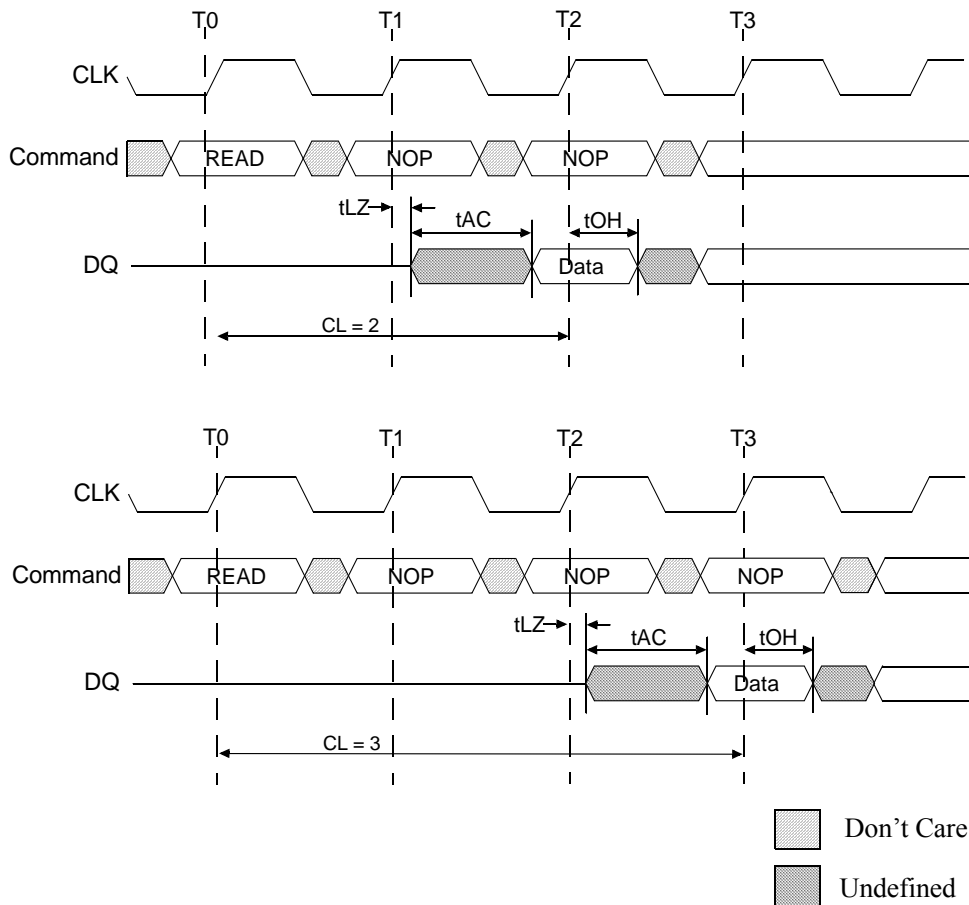 T0 T1 T2 T3
CLK
Command READ NOP NOP
tLZ tAC tOH
DQ Data
CL = 2
T0 T1 T2 T3
CLK
Command READ NOP NOP NOP
tLZ tAC tOH
DQ Data
CL = 3
Don't Care
Undefined